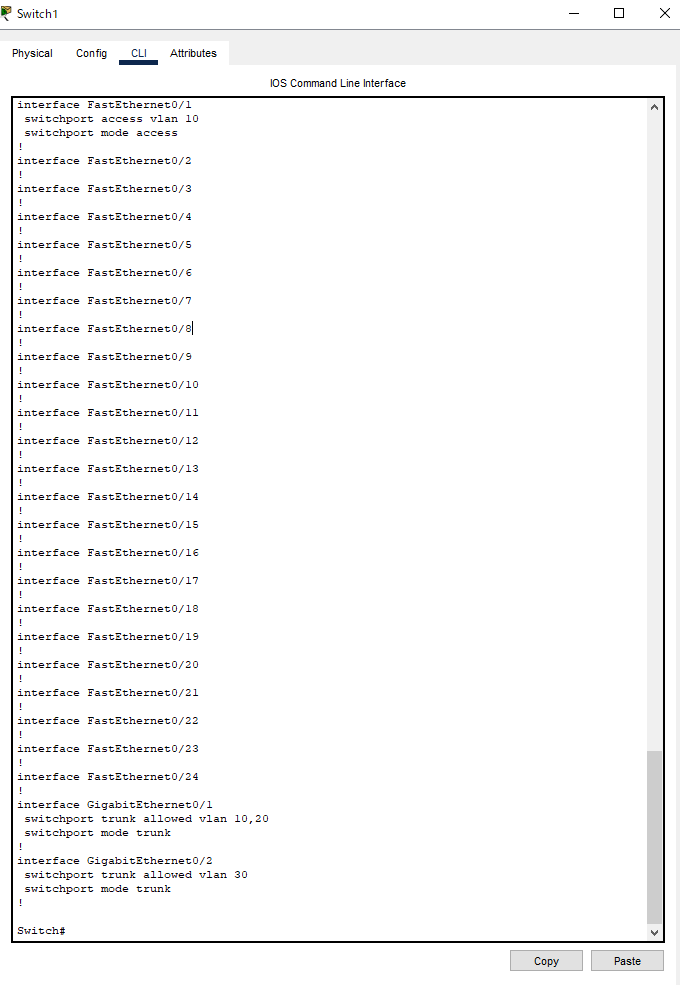 Switch1
Physical Config CLI Attributes
IOS Command Line Interface
interface FastEthernet0/1
switchport access vlan 10
switchport mode access
!
interface FastEthernet0/2
!
interface FastEthernet0/3
!
interface FastEthernet0/4
!
interface FastEthernet0/5
!
interface FastEthernet0/6
!
interface FastEthernet0/7
!
interface FastEthernet0/8
!
interface FastEthernet0/9
!
interface FastEthernet0/10
!
interface FastEthernet0/11
!
interface FastEthernet0/12
!
interface FastEthernet0/13
!
interface FastEthernet0/14
!
interface FastEthernet0/15
!
interface FastEthernet0/16
!
interface FastEthernet0/17
!
interface FastEthernet0/18
!
interface FastEthernet0/19
!
interface FastEthernet0/20
!
interface FastEthernet0/21
!
interface FastEthernet0/22
!
interface FastEthernet0/23
!
interface FastEthernet0/24
!
interface GigabitEthernet0/1
switchport trunk allowed vlan 10,20
switchport mode trunk
!
interface GigabitEthernet0/2
switchport trunk allowed vlan 30
switchport mode trunk
!
Switch#
Copy Paste